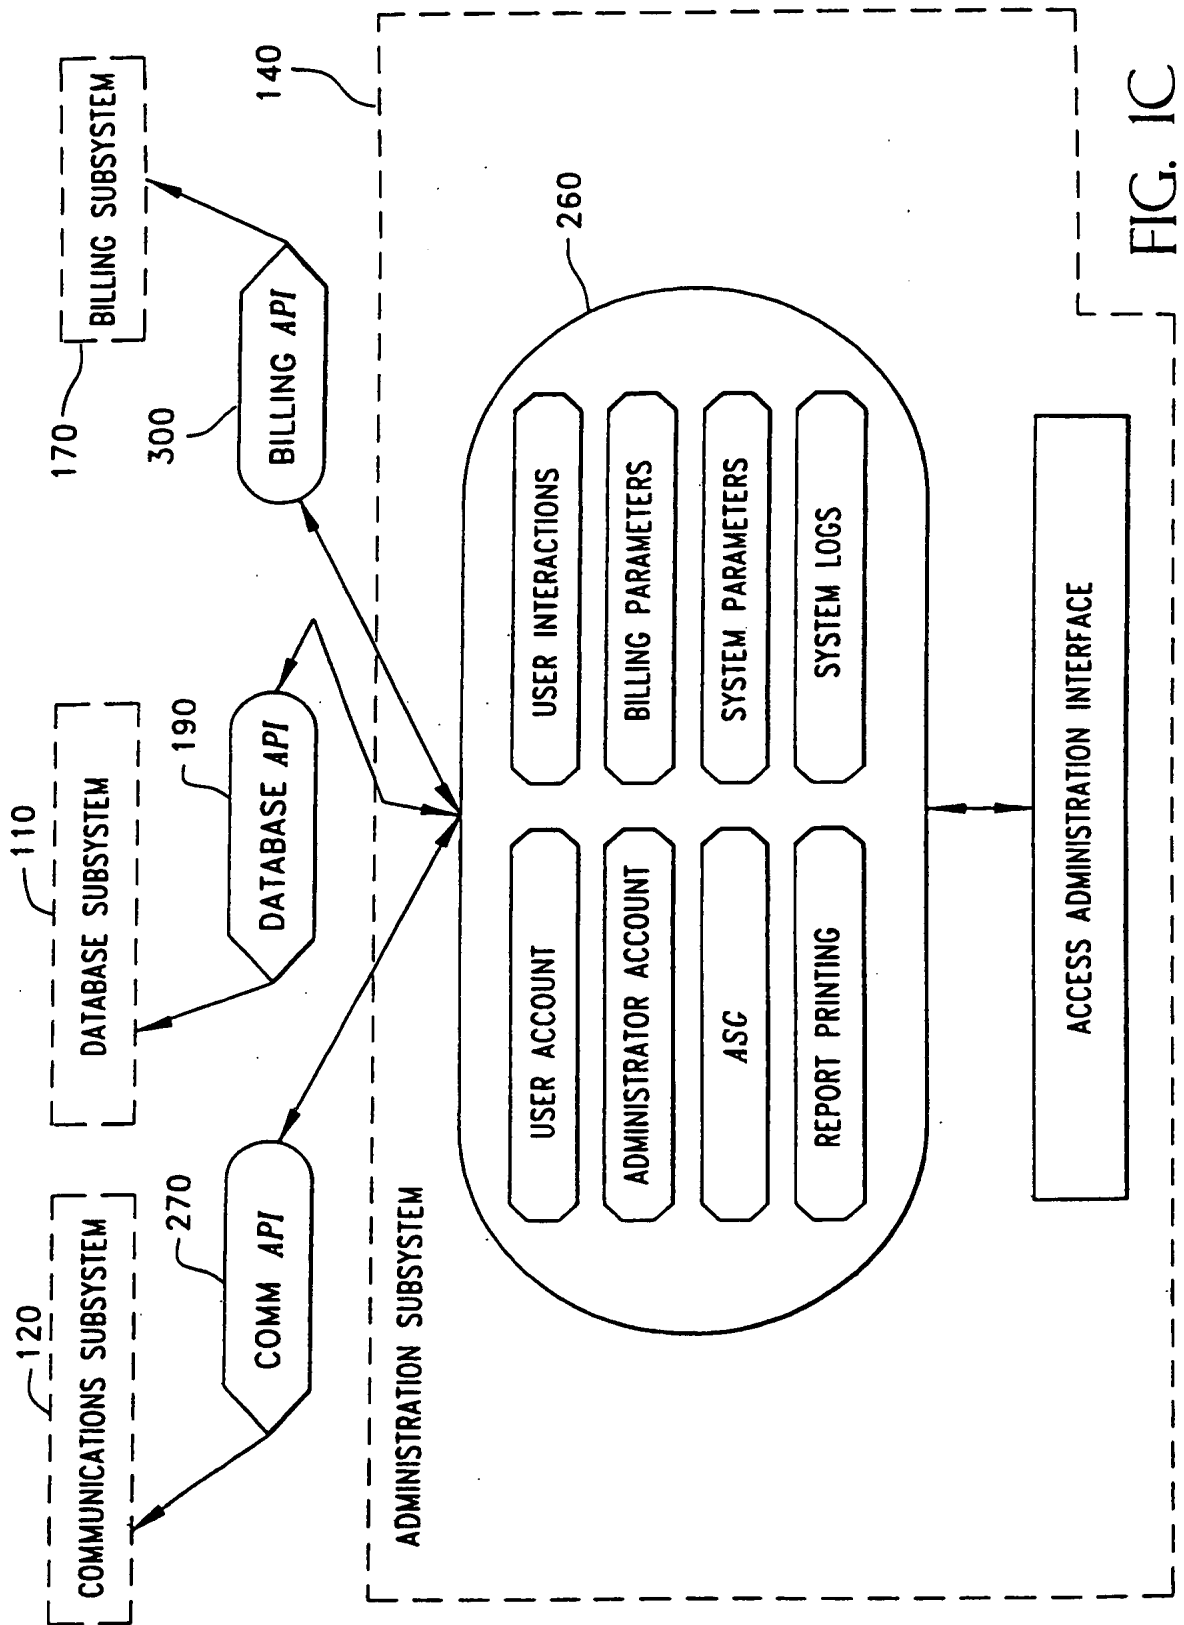 120
110
170
COMMUNICATIONS SUBSYSTEM
DATABASE SUBSYSTEM
BILLING SUBSYSTEM
270
190
300
COMM API
DATABASE API
BILLING API
140
ADMINISTRATION SUBSYSTEM
260
USER ACCOUNT
USER INTERACTIONS
ADMINISTRATOR ACCOUNT
BILLING PARAMETERS
ASG
SYSTEM PARAMETERS
REPORT PRINTING
SYSTEM LOGS
ACCESS ADMINISTRATION INTERFACE
FIG. 1C